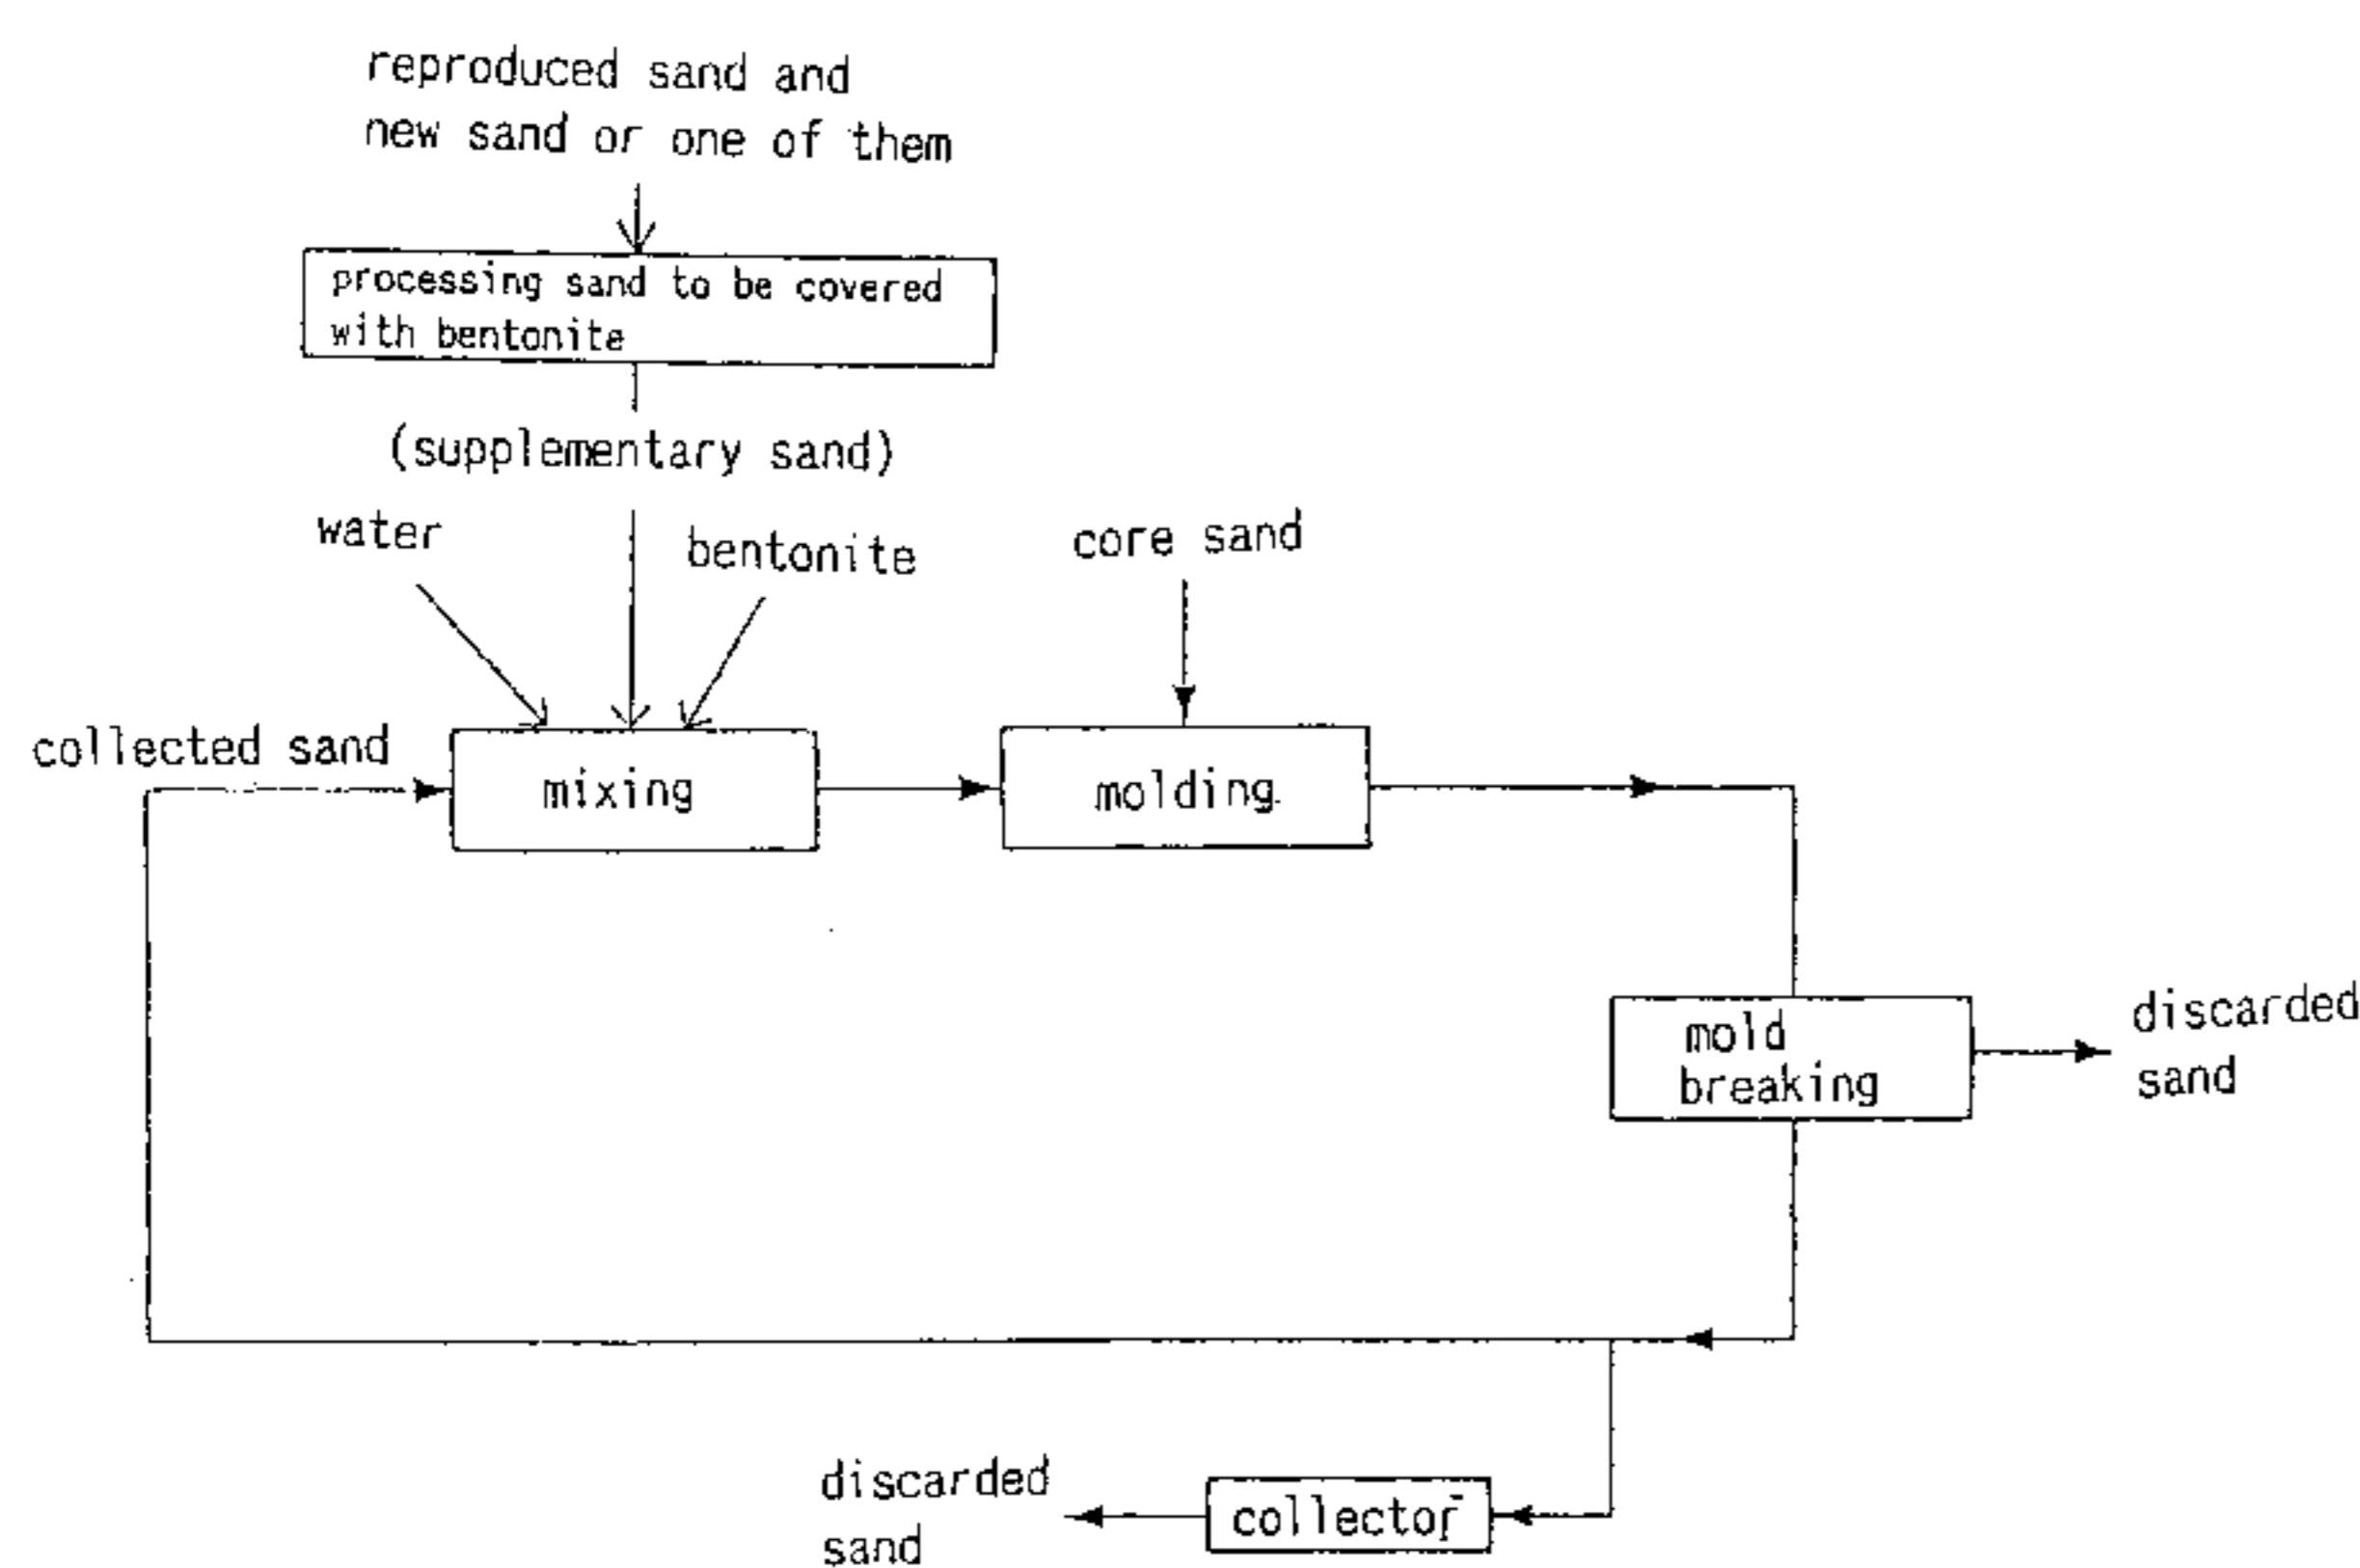 reproduced sand and
new sand or one of them
processing sand to be covered
with bentonite
(supplementary sand)
water
bentonite
core sand
collected sand
mixing
molding
mold
breaking
discarded
sand
discarded
sand
collector